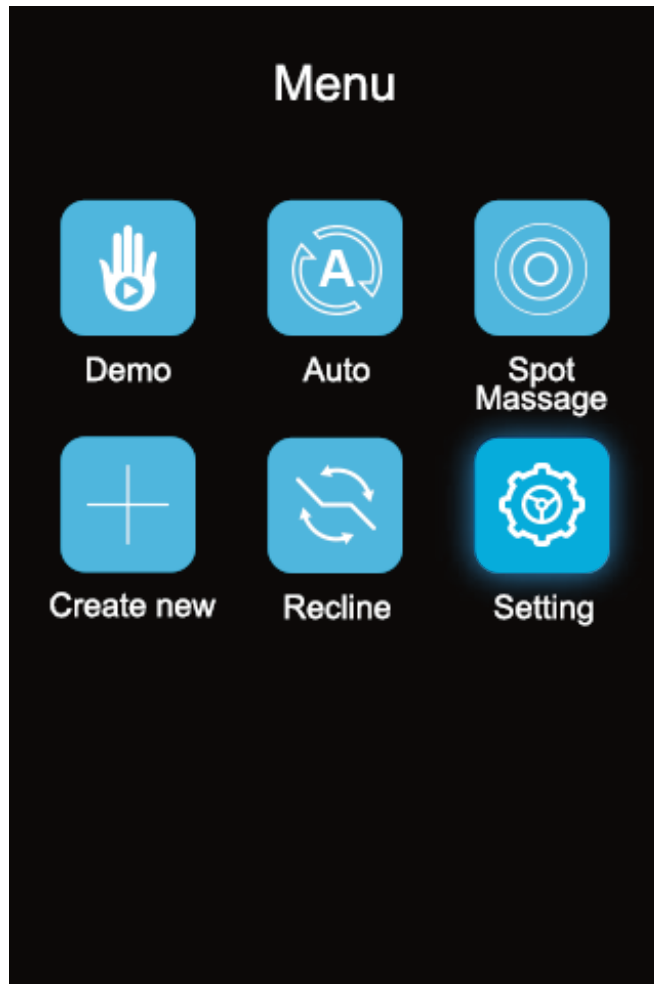 Menu
A
Demo
Auto
Spot
Massage
Create new
Recline
Setting